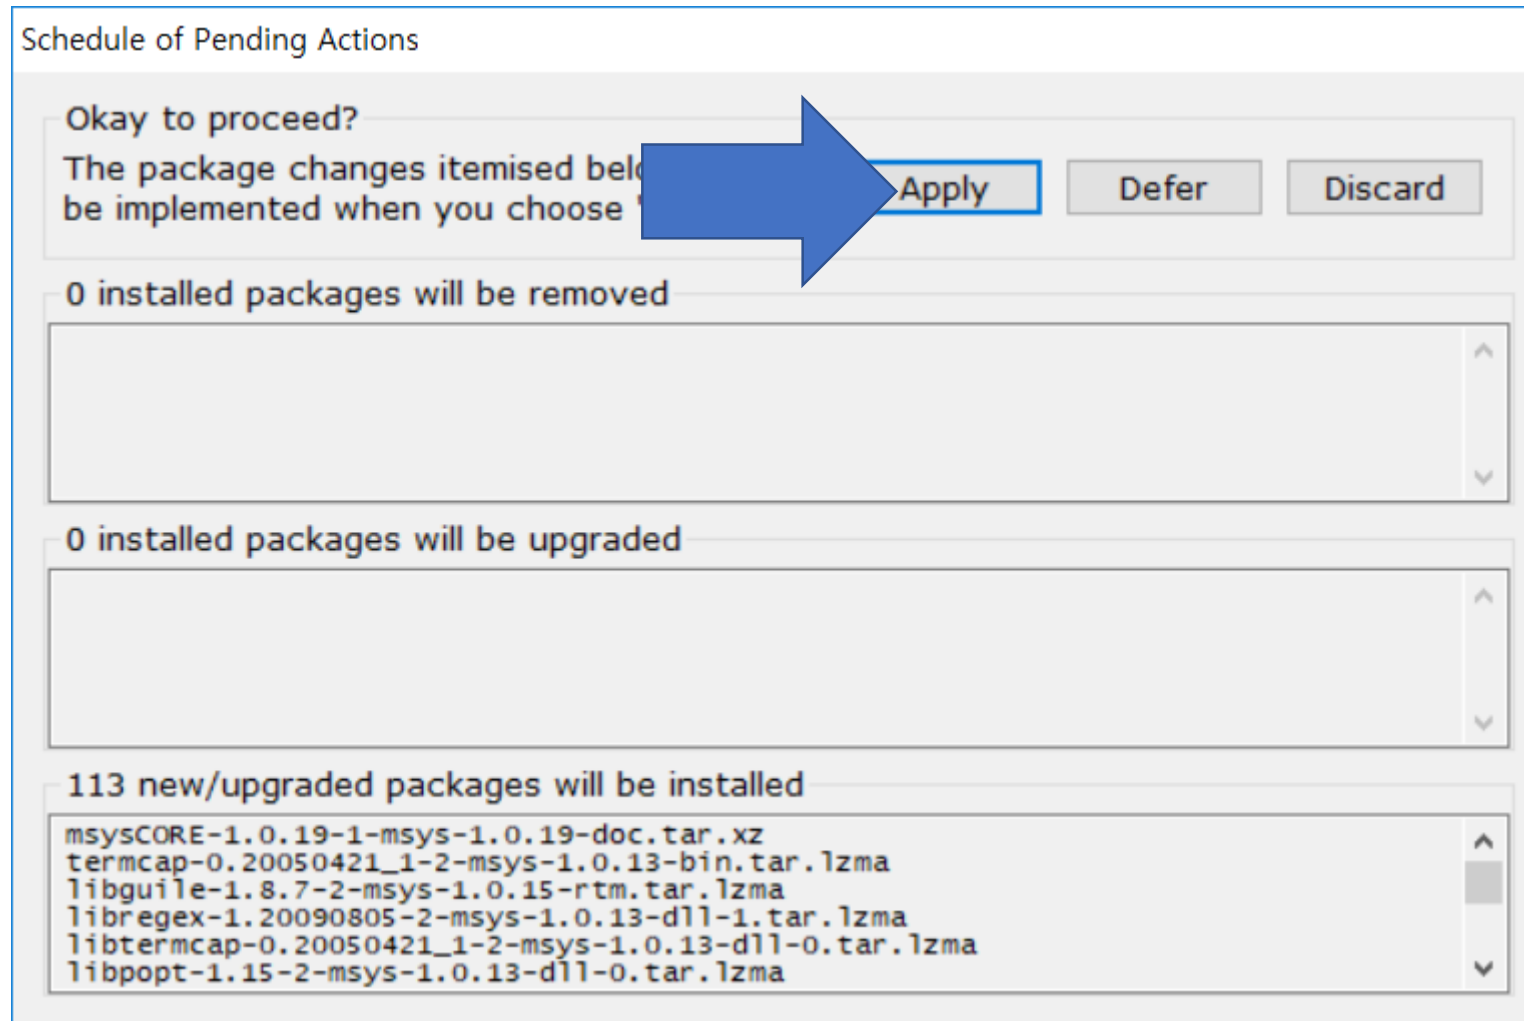 Schedule of Pending Actions
Okay to proceed?
The package changes itemised
be implemented when you choose
Apply
Defer
Discard
0 installed packages will be removed
0 installed packages will be upgraded
113 new/upgraded packages will be installed
msysCORE-1.0.19-1-msys-1.0.19-doc.tar.xz
termcap-0.20050421_1-2-msys-1.0.13-bin.tar.lzma
libguile-1.8.7-2-msys-1.0.15-rtm.tar.lzma
libregex-1.20090805-2-msys-1.0.13-dll-1.tar.lzma
libtermcap-0.20050421_1-2-msys-1.0.13-dll-0.tar.lzma
libpopt-1.15-2-msys-1.0.13-dll-0.tar.lzma